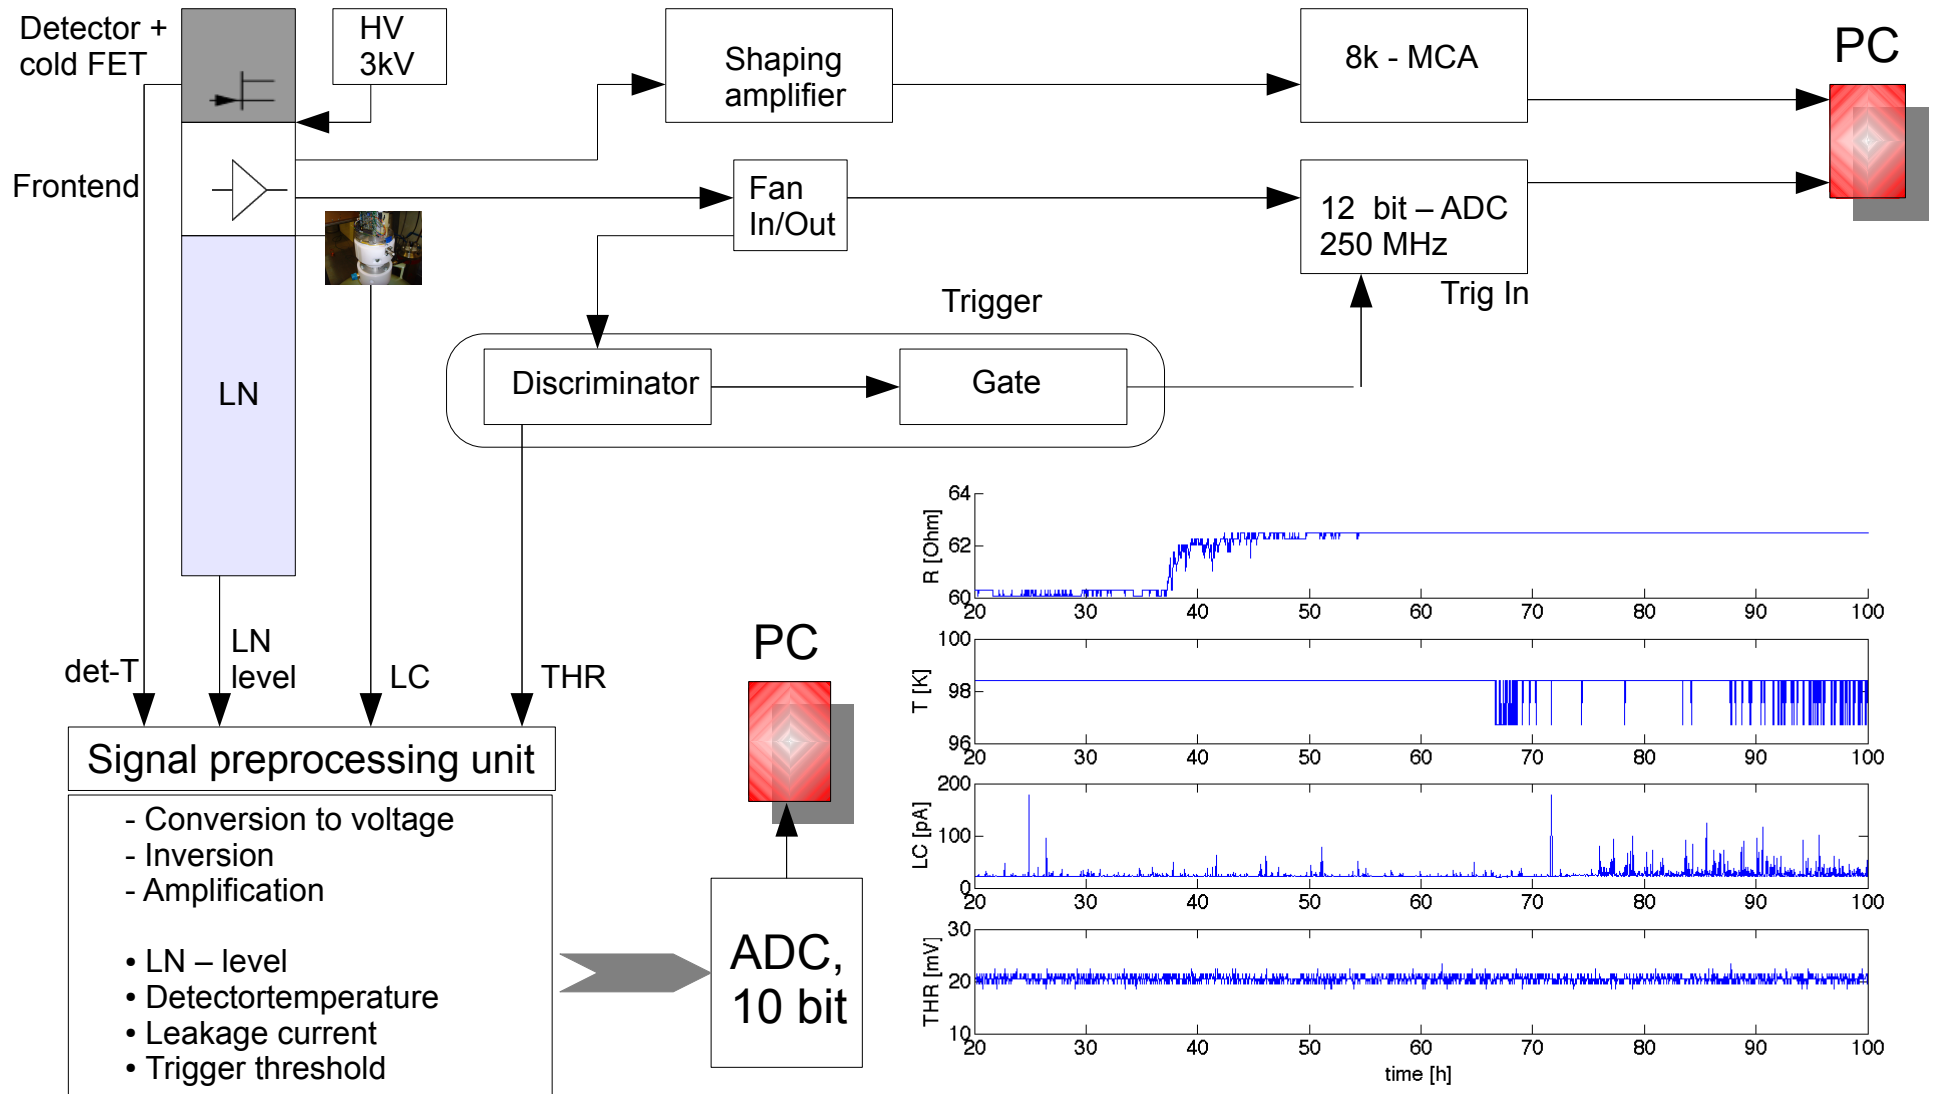 Detector +
cold FET
HV
3kV
Shaping
amplifier
8k - MCA
PC
Frontend
Fan
In/Out
12 bit – ADC
250 MHz
Trig In
Trigger
Discriminator
Gate
LN
det-T
LN
level
LC
THR
Signal preprocessing unit
- Conversion to voltage
- Inversion
- Amplification
• LN – level
• Detectortemperature
• Leakage current
• Trigger threshold
PC
ADC,
10 bit
R [Ohm]
64
62
60
20 30 40 50 60 70 80 90 100
T [K]
100
98
96
20 30 40 50 60 70 80 90 100
LC [pA]
200
100
0
20 30 40 50 60 70 80 90 100
THR [mV]
30
20
10
20 30 40 50 60 70 80 90 100
time [h]